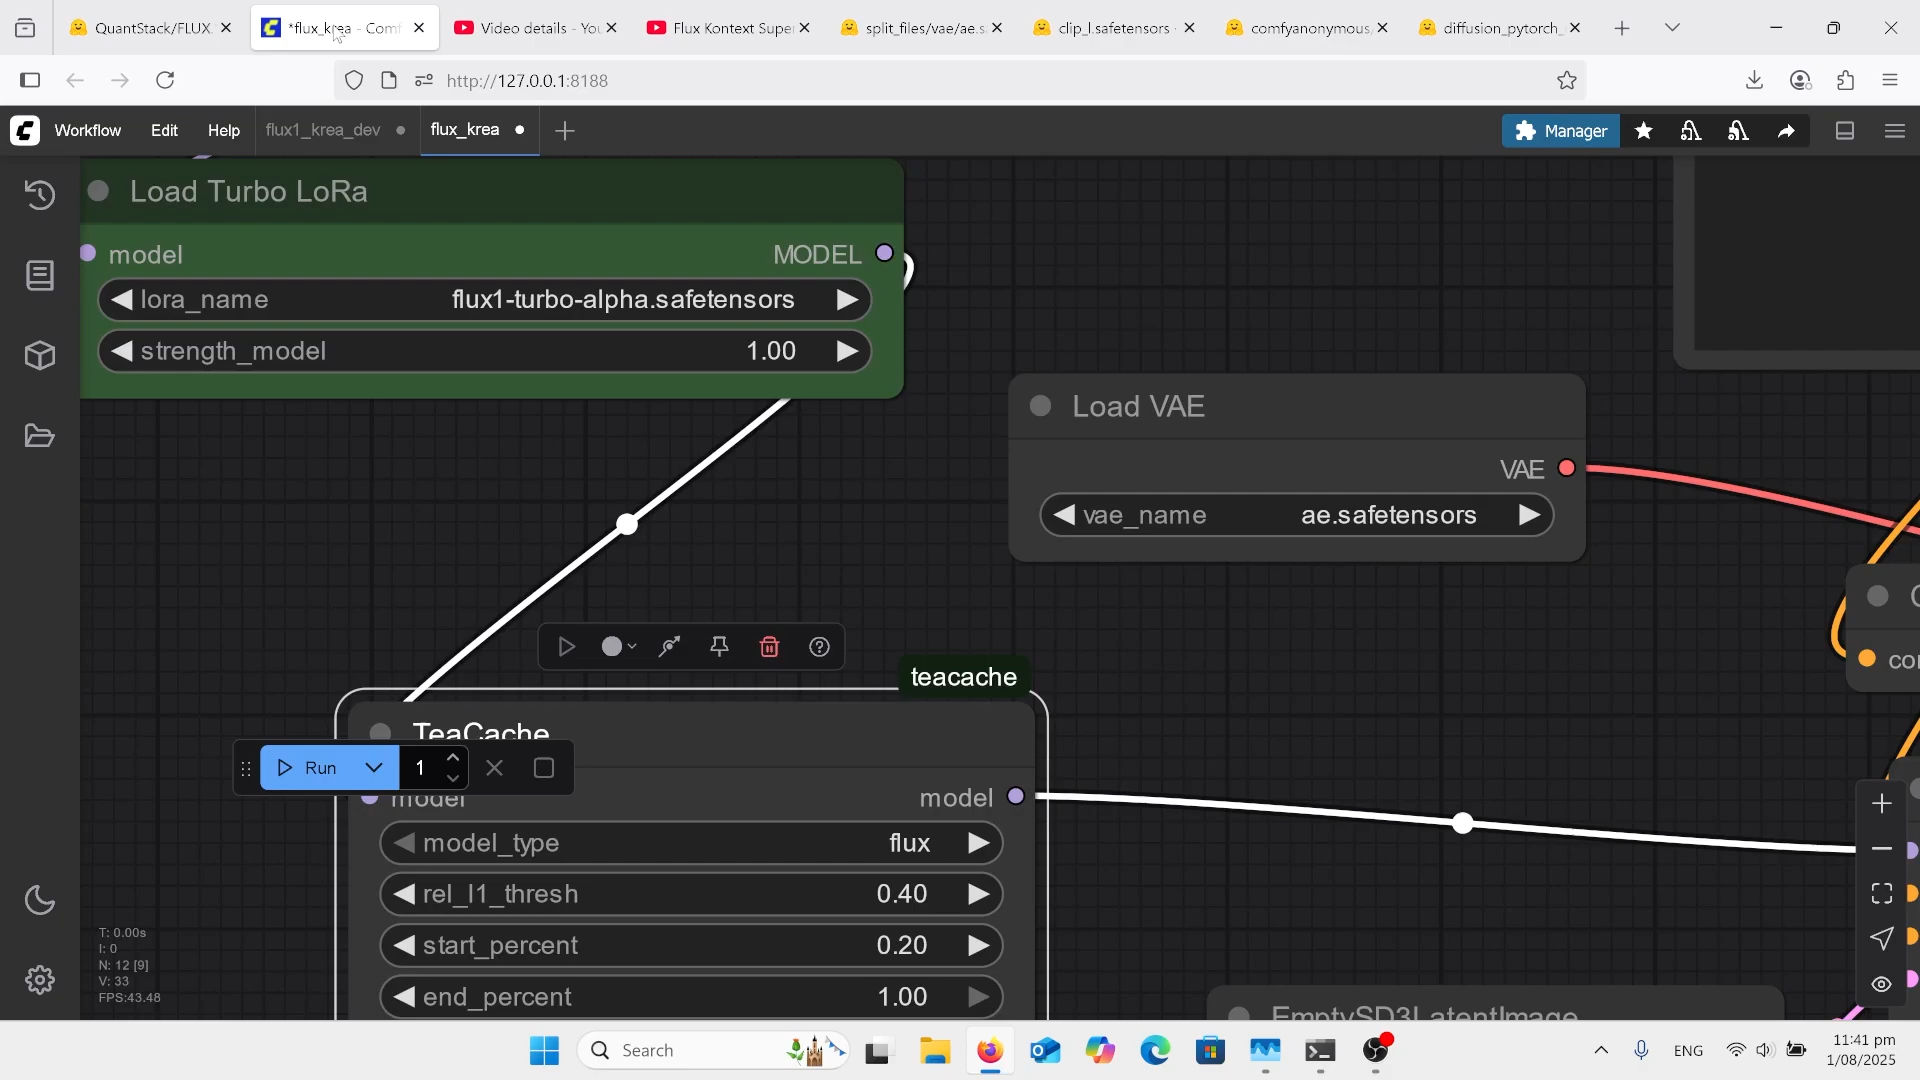 QuantStack/FLUX.
*flux_krea - Comf
Video details - You
Flux Kontext Super
split_files/vae/ae.s
clip_l.safetensors
comfyanonymous,
diffusion_pytorch_
http://127.0.0.1:8188
Workflow
Edit
Help
flux1_krea_dev
flux_krea
Manager
Load Turbo LoRa
model
MODEL
lora_name
flux1-turbo-alpha.safetensors
strength_model
1.00
Load VAE
VAE
vae_name
ae.safetensors
teacache
TeaCache
Run
1
model
model
model_type
flux
rel_l1_thresh
0.40
start_percent
0.20
end_percent
1.00
EmptySD3LatentImage
T: 0.00s
I: 0
N: 12 [9]
V: 33
FPS:43.48
Search
ENG
11:41 pm
1/08/2025